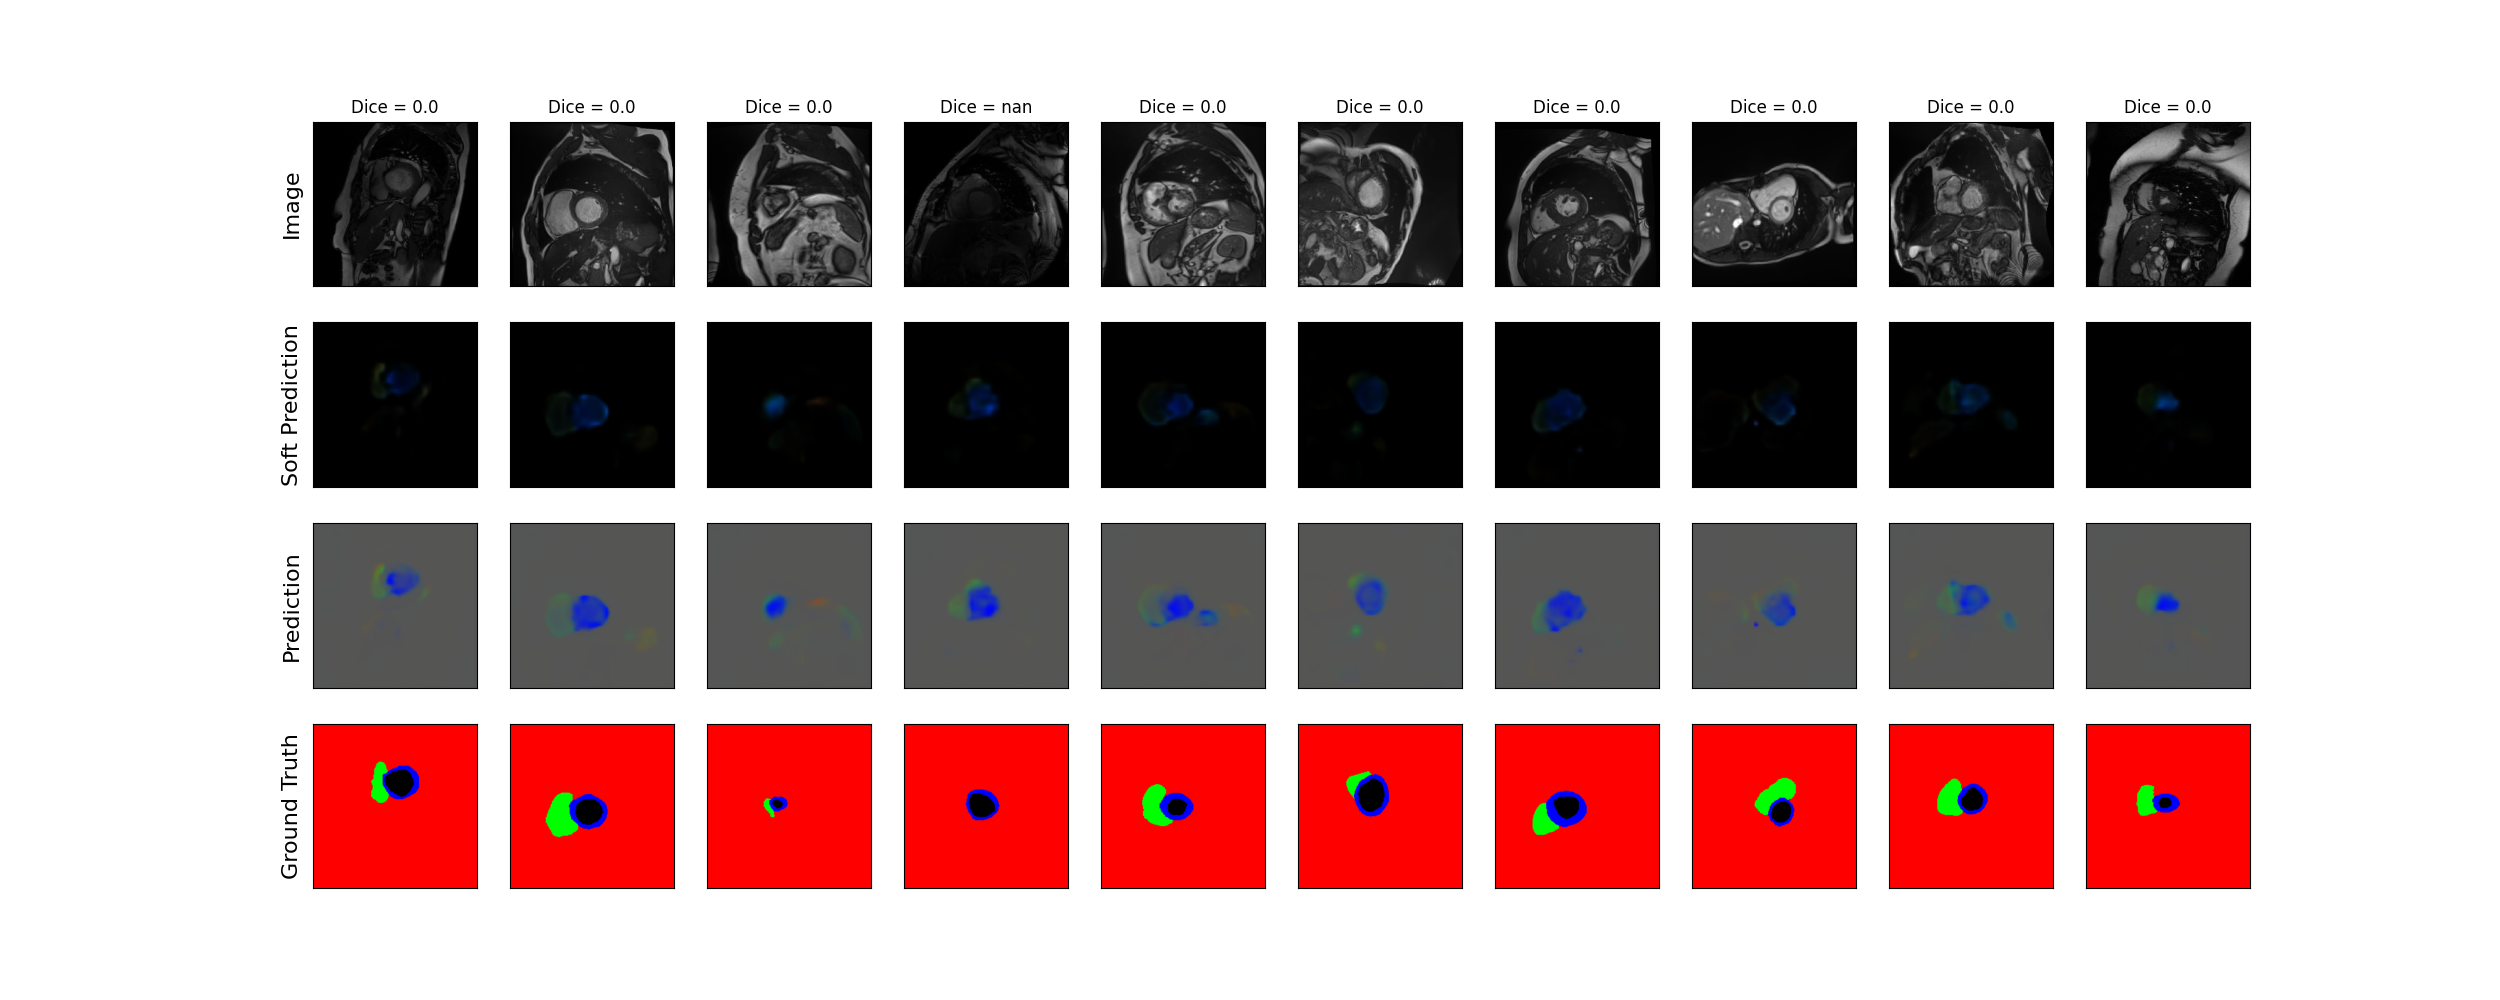 Dice = 0.0 Dice = 0.0 Dice = 0.0 Dice = nan Dice = 0.0 Dice = 0.0 Dice = 0.0 Dice = 0.0 Dice = 0.0 Dice = 0.0
Image
Soft Prediction
Prediction
Ground Truth